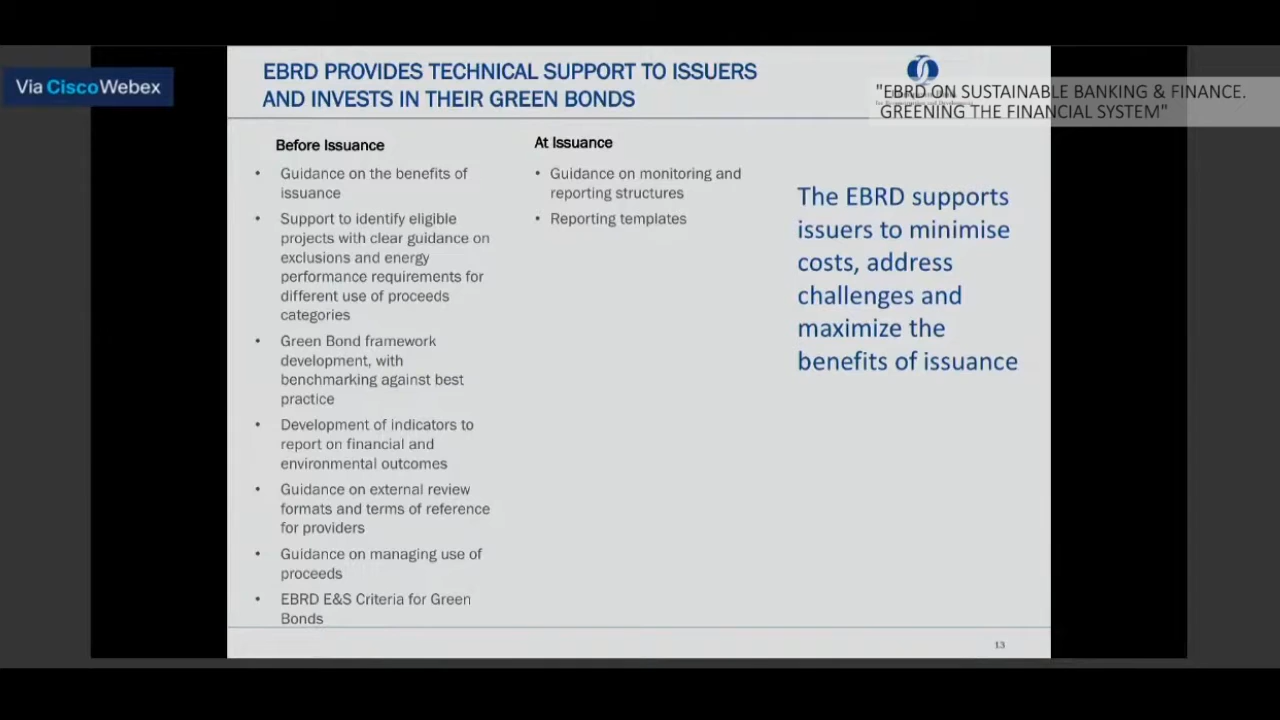 Via CiscoWebex
EBRD PROVIDES TECHNICAL SUPPORT TO ISSUERS
AND INVESTS IN THEIR GREEN BONDS
"EBRD ON SUSTAINABLE BANKING & FINANCE.
GREENING THE FINANCIAL SYSTEM"
Before Issuance
• Guidance on the benefits of
issuance
• Support to identify eligible
projects with clear guidance on
exclusions and energy
performance requirements for
different use of proceeds
categories
• Green Bond framework
development, with
benchmarking against best
practice
• Development of indicators to
report on financial and
environmental outcomes
• Guidance on external review
formats and terms of reference
for providers
• Guidance on managing use of
proceeds
• EBRD E&S Criteria for Green
Bonds
At Issuance
• Guidance on monitoring and
reporting structures
• Reporting templates
The EBRD supports
issuers to minimise
costs, address
challenges and
maximize the
benefits of issuance
13